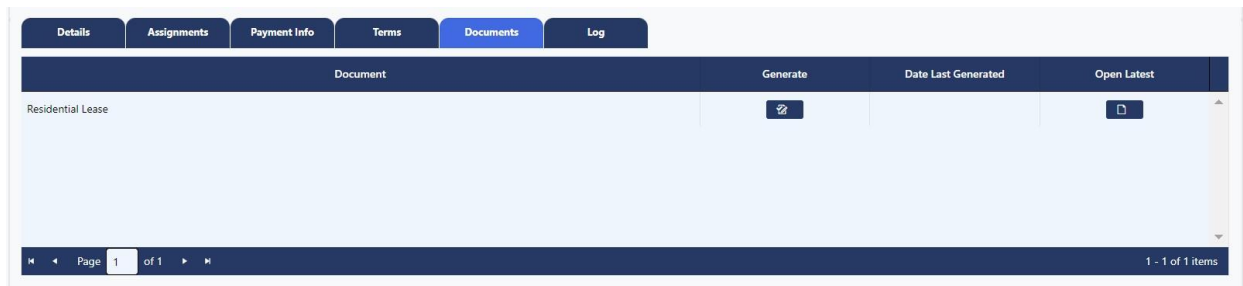 Details Assignments Payment Info Terms Documents Log
Document Generate Date Last Generated Open Latest
Residential Lease
Page 1 of 1 1 - 1 of 1 items